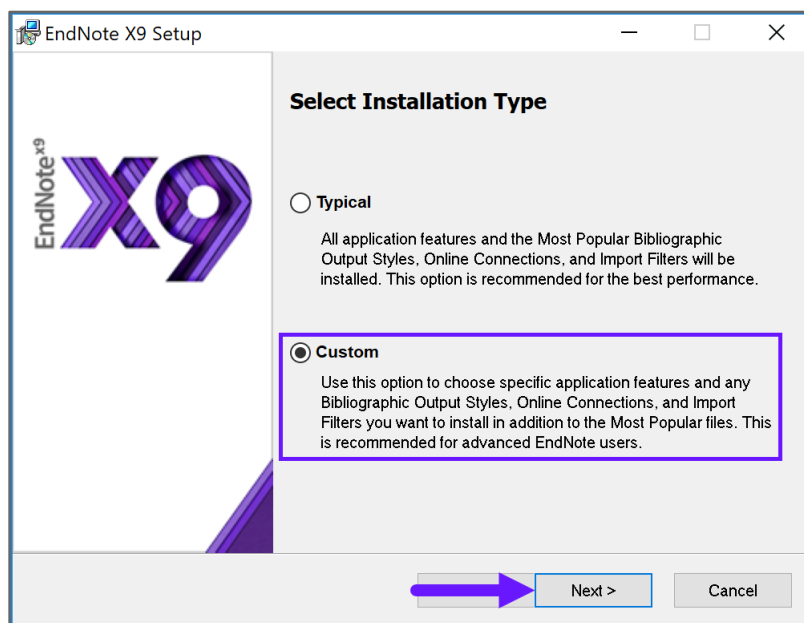 EndNote X9 Setup
EndNote x9
X9
Select Installation Type
Typical
All application features and the Most Popular Bibliographic
Output Styles, Online Connections, and Import Filters will be
installed. This option is recommended for the best performance.
Custom
Use this option to choose specific application features and any
Bibliographic Output Styles, Online Connections, and Import
Filters you want to install in addition to the Most Popular files. This
is recommended for advanced EndNote users.
Next >
Cancel